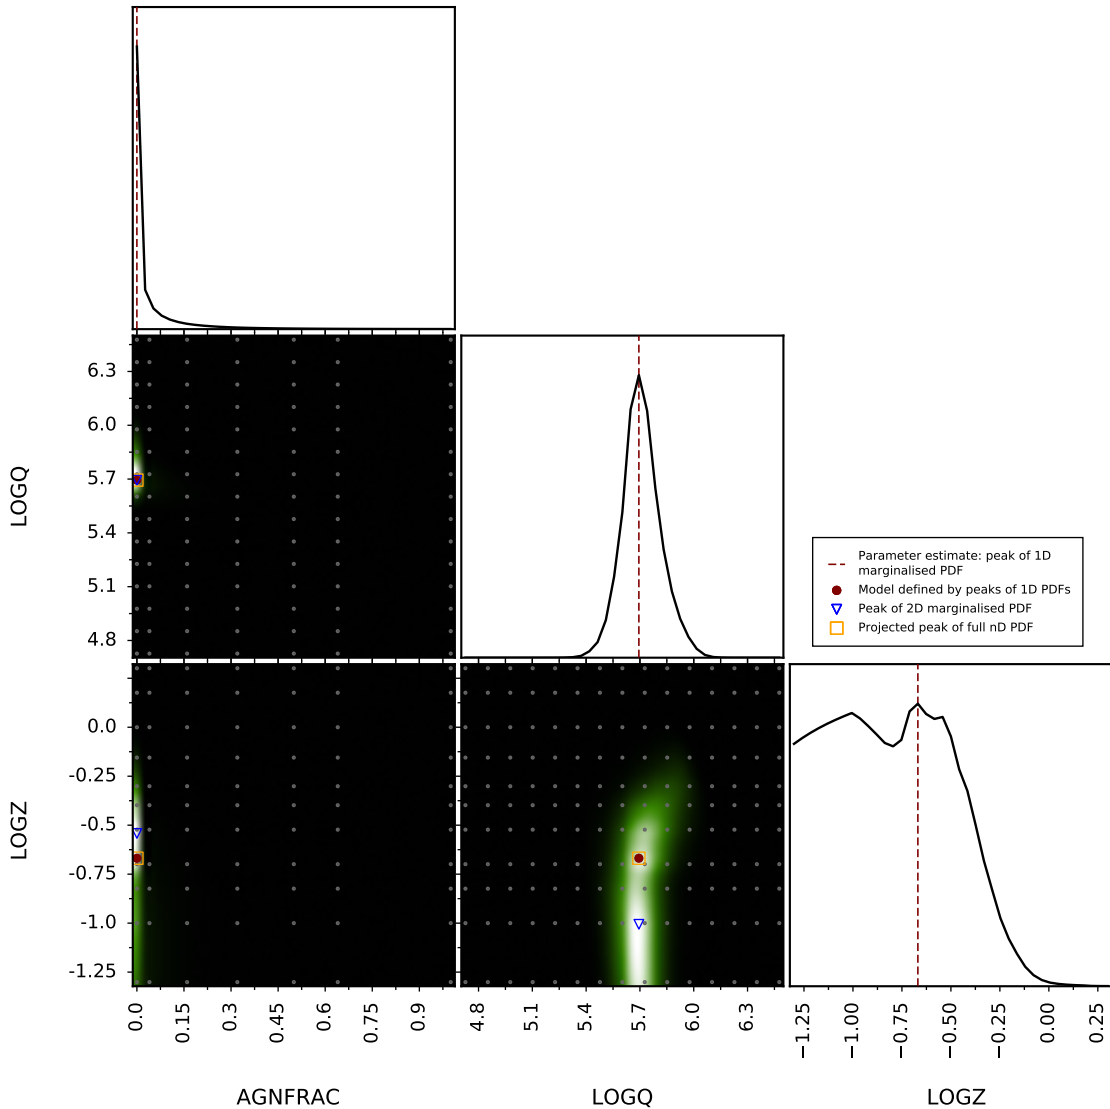 LOGQ
6.3
6.0
5.7
5.4
5.1
4.8
Parameter estimate: peak of 1D
marginalised PDF
Model defined by peaks of 1D PDFs
Peak of 2D marginalised PDF
Projected peak of full nD PDF
LOGZ
0.0
-0.25
-0.5
-0.75
-1.0
-1.25
0.0 0.15 0.3 0.45 0.6 0.75 0.9
4.8 5.1 5.4 5.7 6.0 6.3
−1.25 −1.00 −0.75 −0.50 −0.25 0.00 0.25
AGNFRAC LOGQ LOGZ